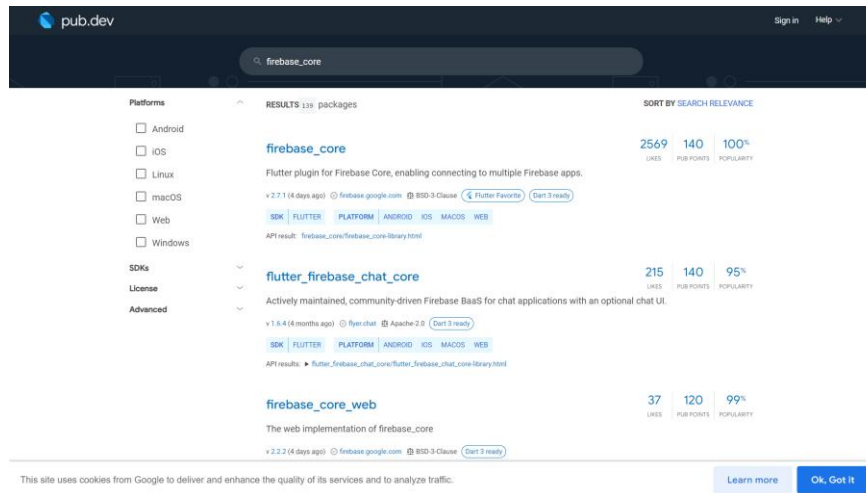 pub.dev
Sign in Help
firebase_core
Platforms
Android
iOS
Linux
macOS
Web
Windows
SDKs
License
Advanced
RESULTS 139 packages
SORT BY SEARCH RELEVANCE
firebase_core
2569 LIKES 140 PUB POINTS 100% POPULARITY
Flutter plugin for Firebase Core, enabling connecting to multiple Firebase apps.
v 2.7.1 (4 days ago) firebase.google.com BSD-3-Clause Flutter Favorite Dart 3 ready
SDK FLUTTER PLATFORM ANDROID IOS MACOS WEB
API result: firebase_core/firebase_core-library.html
flutter_firebase_chat_core
215 LIKES 140 PUB POINTS 95% POPULARITY
Actively maintained, community-driven Firebase BaaS for chat applications with an optional chat UI.
v 1.6.4 (4 months ago) flyer.chat Apache-2.0 Dart 3 ready
SDK FLUTTER PLATFORM ANDROID IOS MACOS WEB
API results: ▸ flutter_firebase_chat_core/flutter_firebase_chat_core-library.html
firebase_core_web
37 LIKES 120 PUB POINTS 99% POPULARITY
The web implementation of firebase_core
v 2.2.2 (4 days ago) firebase.google.com BSD-3-Clause Dart 3 ready
This site uses cookies from Google to deliver and enhance the quality of its services and to analyze traffic.
Learn more Ok, Got it